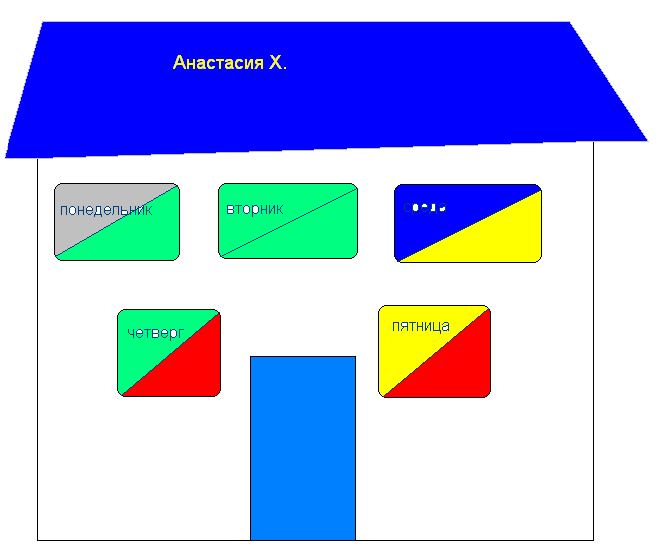 Анастасия Х.
понедельник
вторник
четверг
пятница